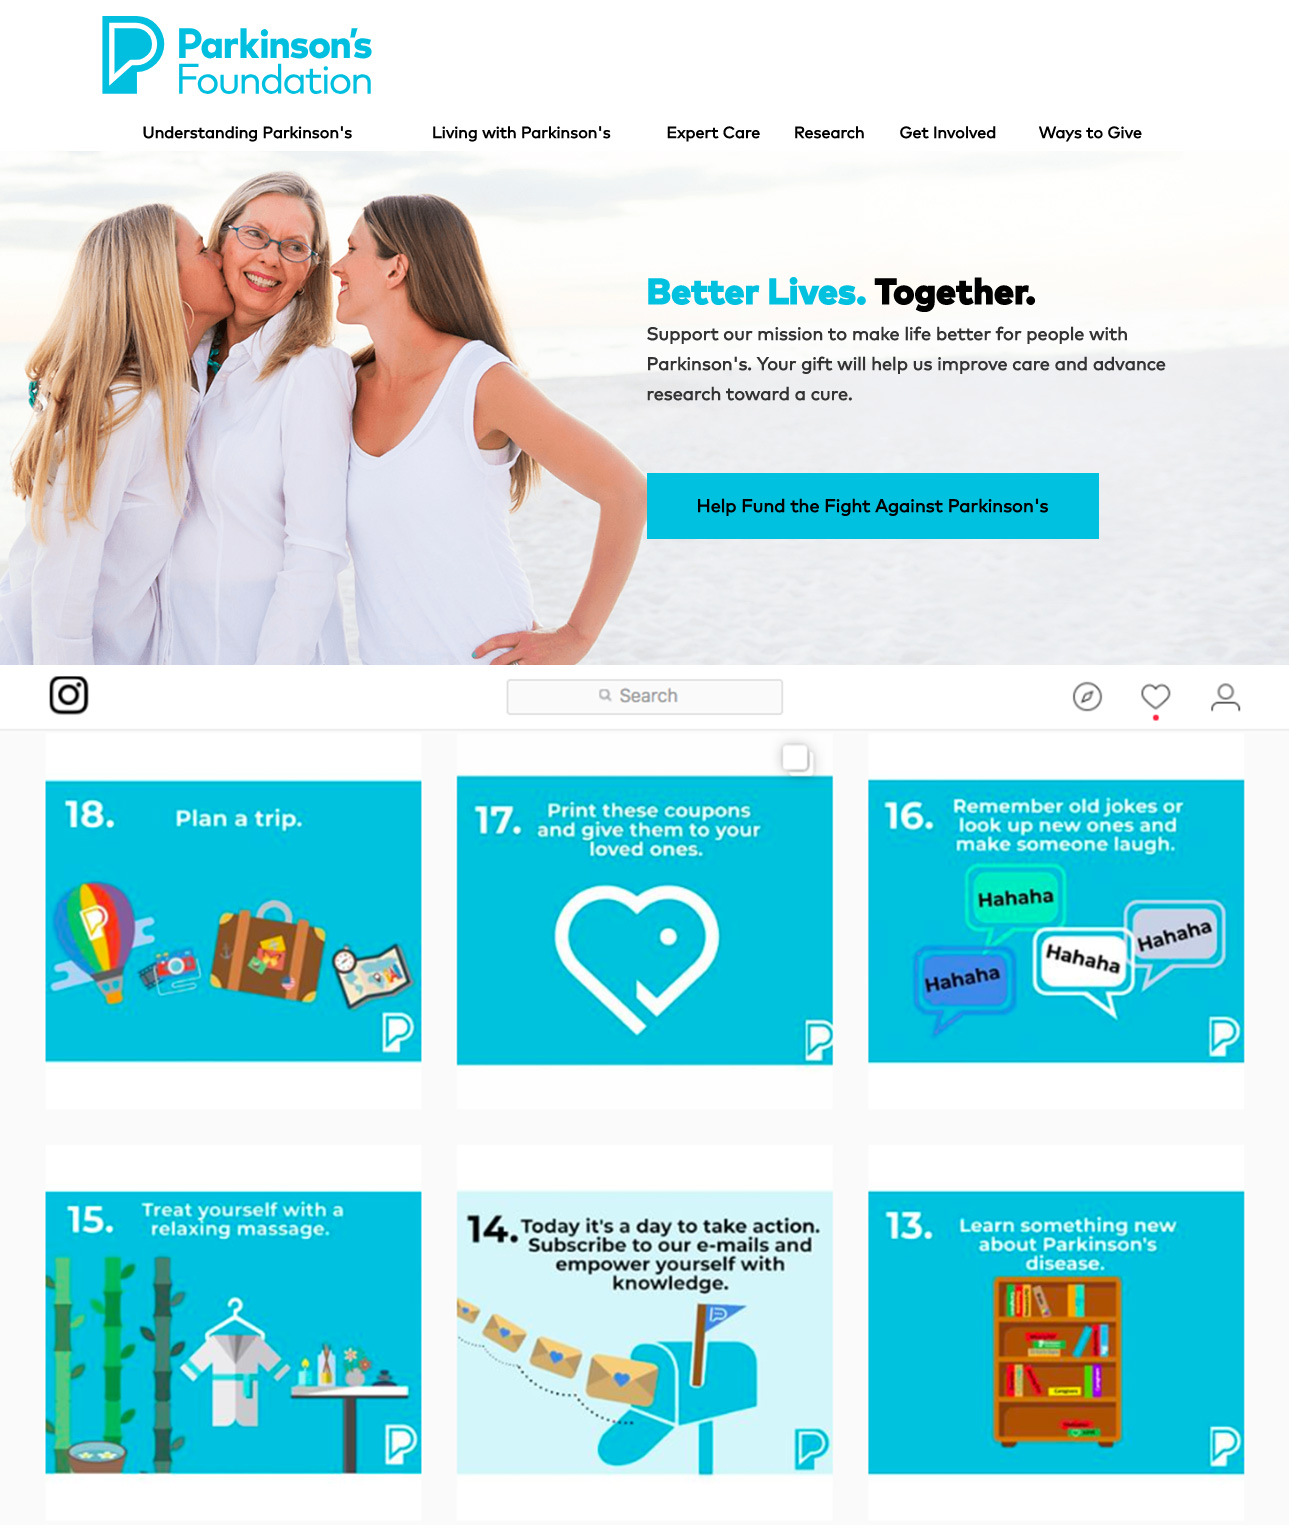 Parkinson's
Foundation
Understanding Parkinson's
Living with Parkinson's
Expert Care
Research
Get Involved
Ways to Give
Better Lives. Together.
Support our mission to make life better for people with
Parkinson's. Your gift will help us improve care and advance
research toward a cure.
Help Fund the Fight Against Parkinson's
Search
18. Plan a trip.
17. Print these coupons
and give them to your
loved ones.
16. Remember old jokes or
look up new ones and
make someone laugh.
Hahaha
Hahaha
Hahaha
Hahaha
15. Treat yourself with a
relaxing massage.
14. Today it's a day to take action.
Subscribe to our e-mails and
empower yourself with
knowledge.
13. Learn something new
about Parkinson's
disease.